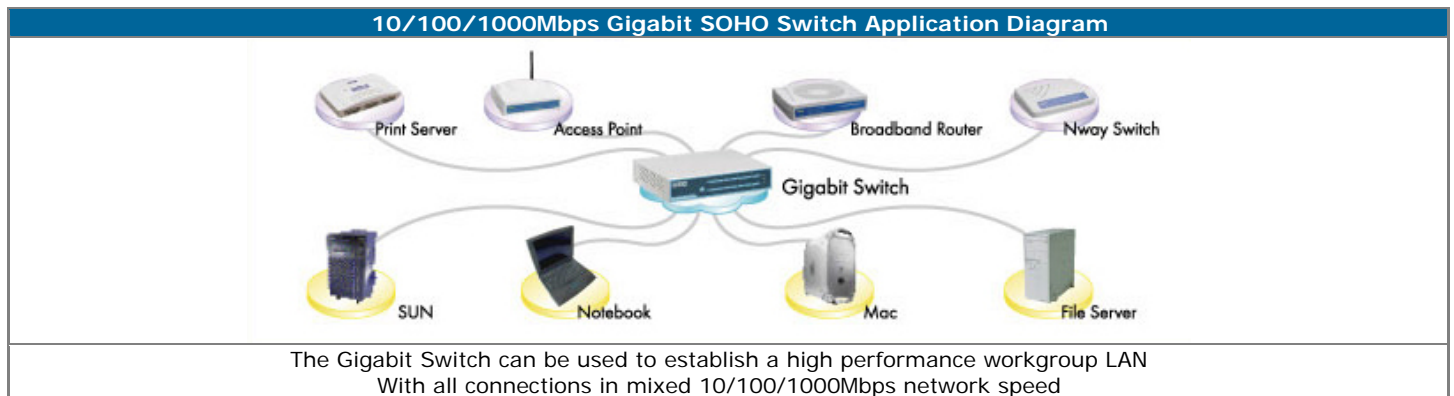 10/100/1000Mbps Gigabit SOHO Switch Application Diagram
Print Server
Access Point
Broadband Router
Nway Switch
Gigabit Switch
SUN
Notebook
Mac
File Server
The Gigabit Switch can be used to establish a high performance workgroup LAN
With all connections in mixed 10/100/1000Mbps network speed